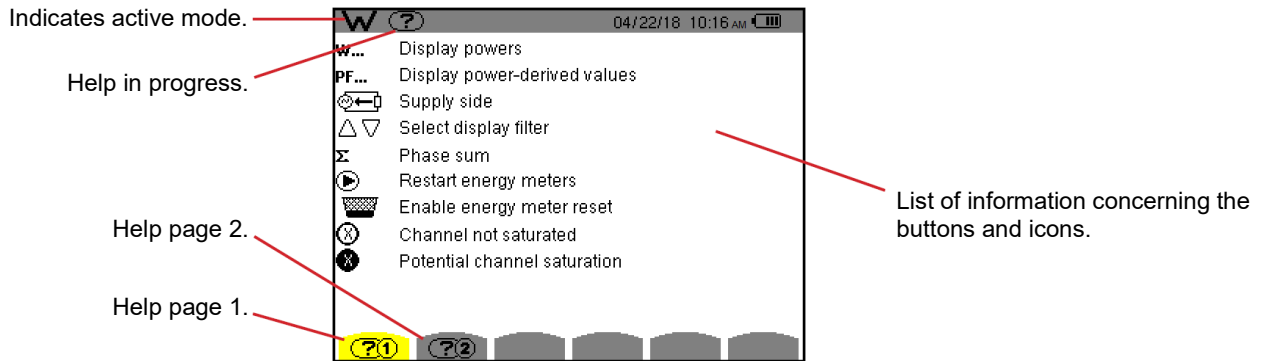 Indicates active mode.
W ? 04/22/18 10:16 AM
Help in progress.
W... Display powers
PF... Display power-derived values
Supply side
Select display filter
Σ Phase sum
Restart energy meters
Enable energy meter reset
X Channel not saturated
X Potential channel saturation
List of information concerning the
buttons and icons.
Help page 2.
Help page 1.
?1 ?2